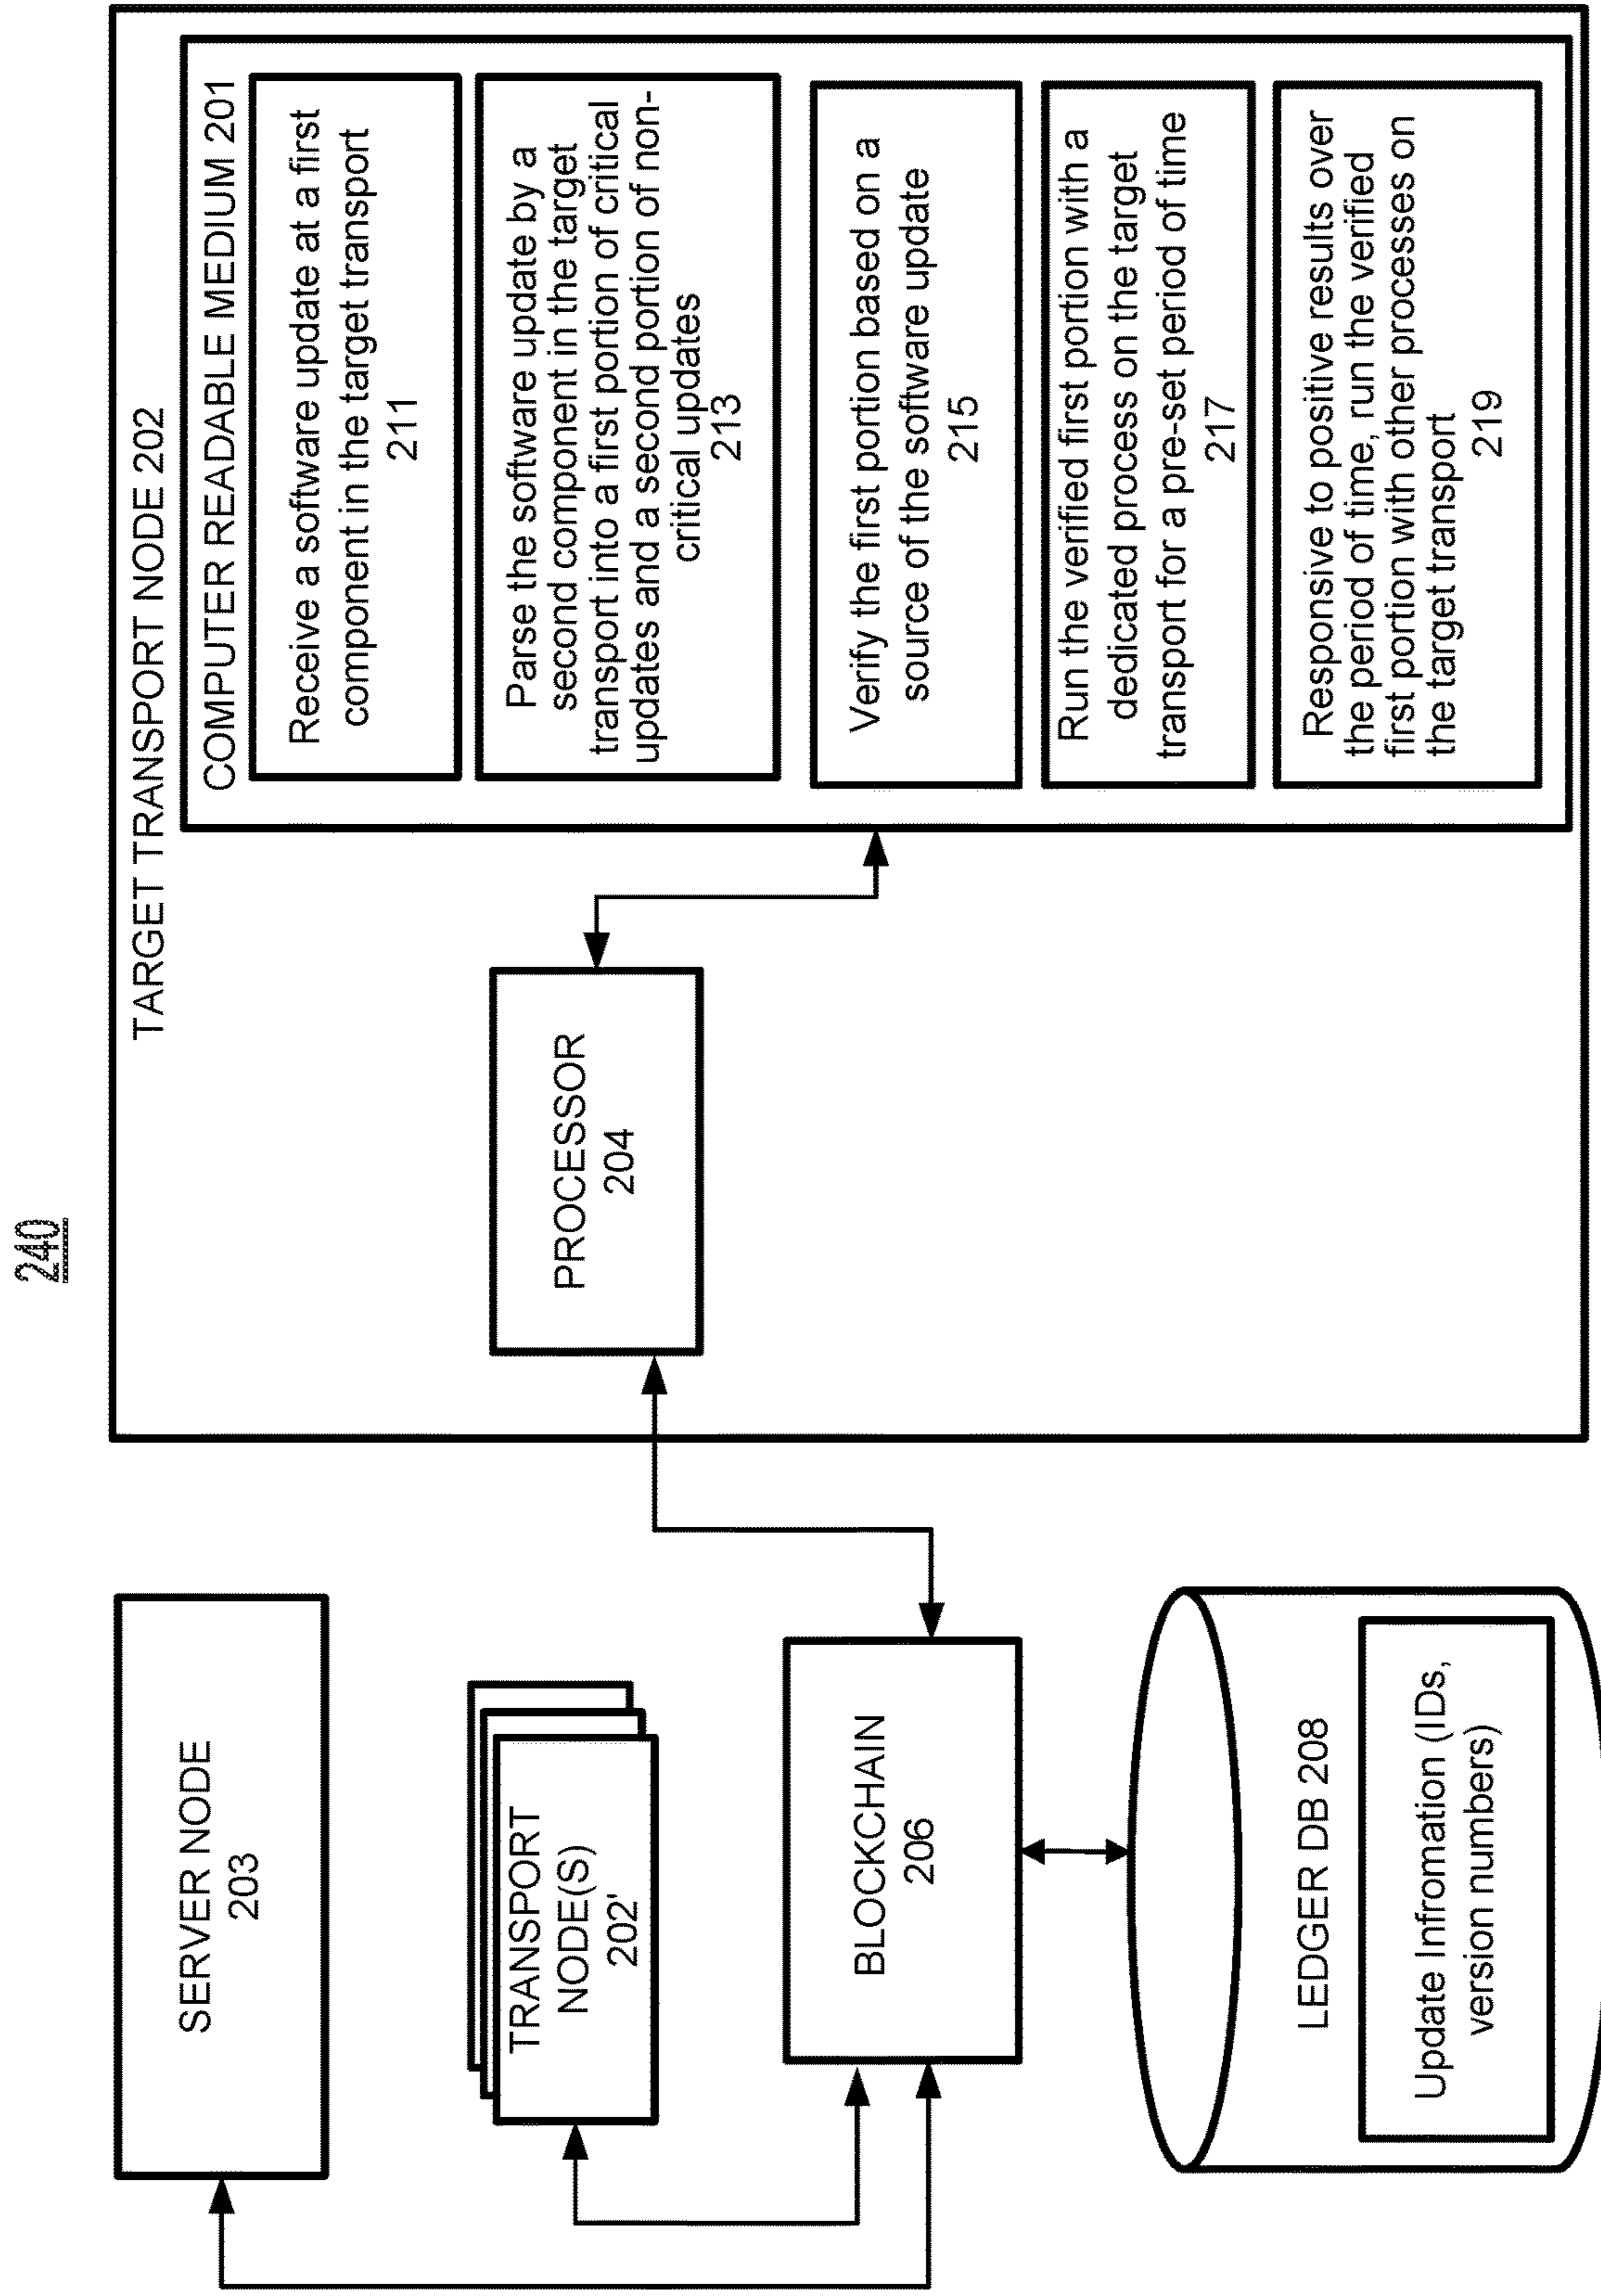 240
TARGET TRANSPORT NODE 202
COMPUTER READABLE MEDIUM 201
Receive a software update at a first
component in the target transport
211
Parse the software update by a
second component in the target
transport into a first portion of critical
updates and a second portion of non-
critical updates
213
Verify the first portion based on a
source of the software update
215
Run the verified first portion with a
dedicated process on the target
transport for a pre-set period of time
217
Responsive to positive results over
the period of time, run the verified
first portion with other processes on
the target transport
219
PROCESSOR
204
SERVER NODE
203
TRANSPORT
NODE(S)
202'
BLOCKCHAIN
206
LEDGER DB 208
Update Infromation (IDs,
version numbers)